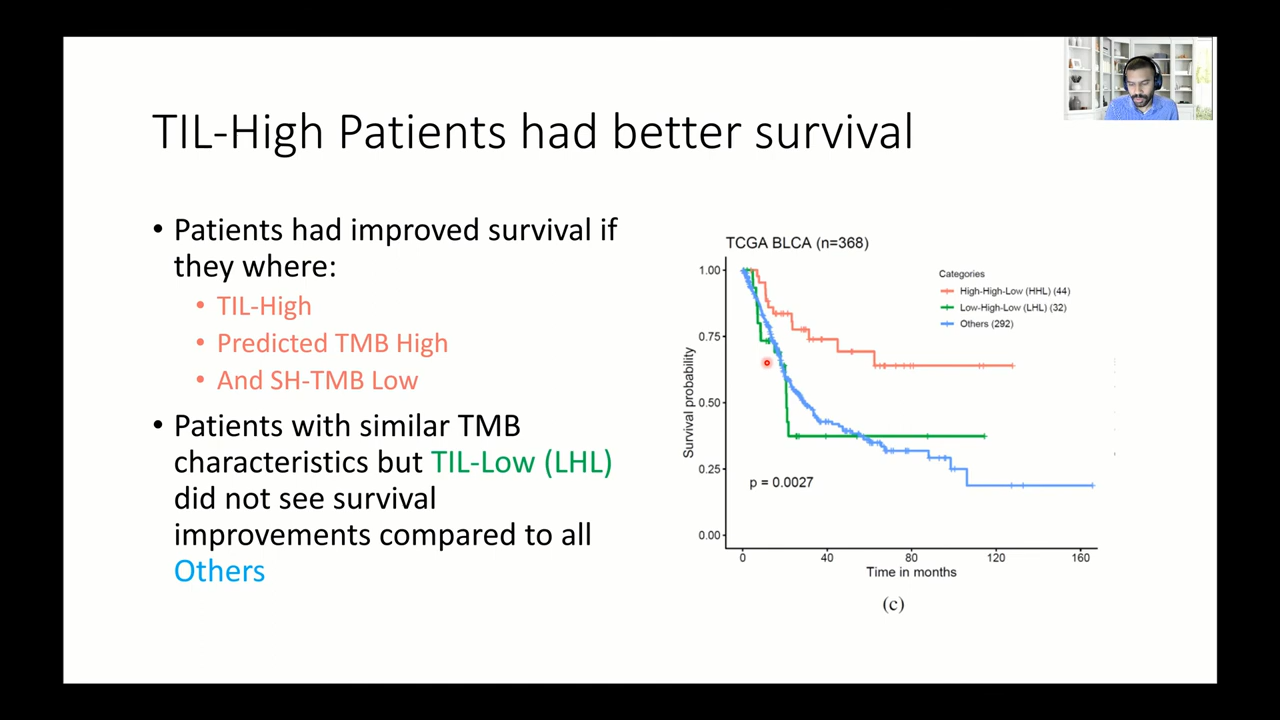 TIL-High Patients had better survival
• Patients had improved survival if
they where:
• TIL-High
• Predicted TMB High
• And SH-TMB Low
• Patients with similar TMB
characteristics but TIL-Low (LHL)
did not see survival
improvements compared to all
Others
TCGA BLCA (n=368)
Categories
High-High-Low (HHL) (44)
Low-High-Low (LHL) (32)
Others (292)
Survival probability
1.00
0.75
0.50
0.25
0.00
p = 0.0027
0 40 80 120 160
Time in months
(c)